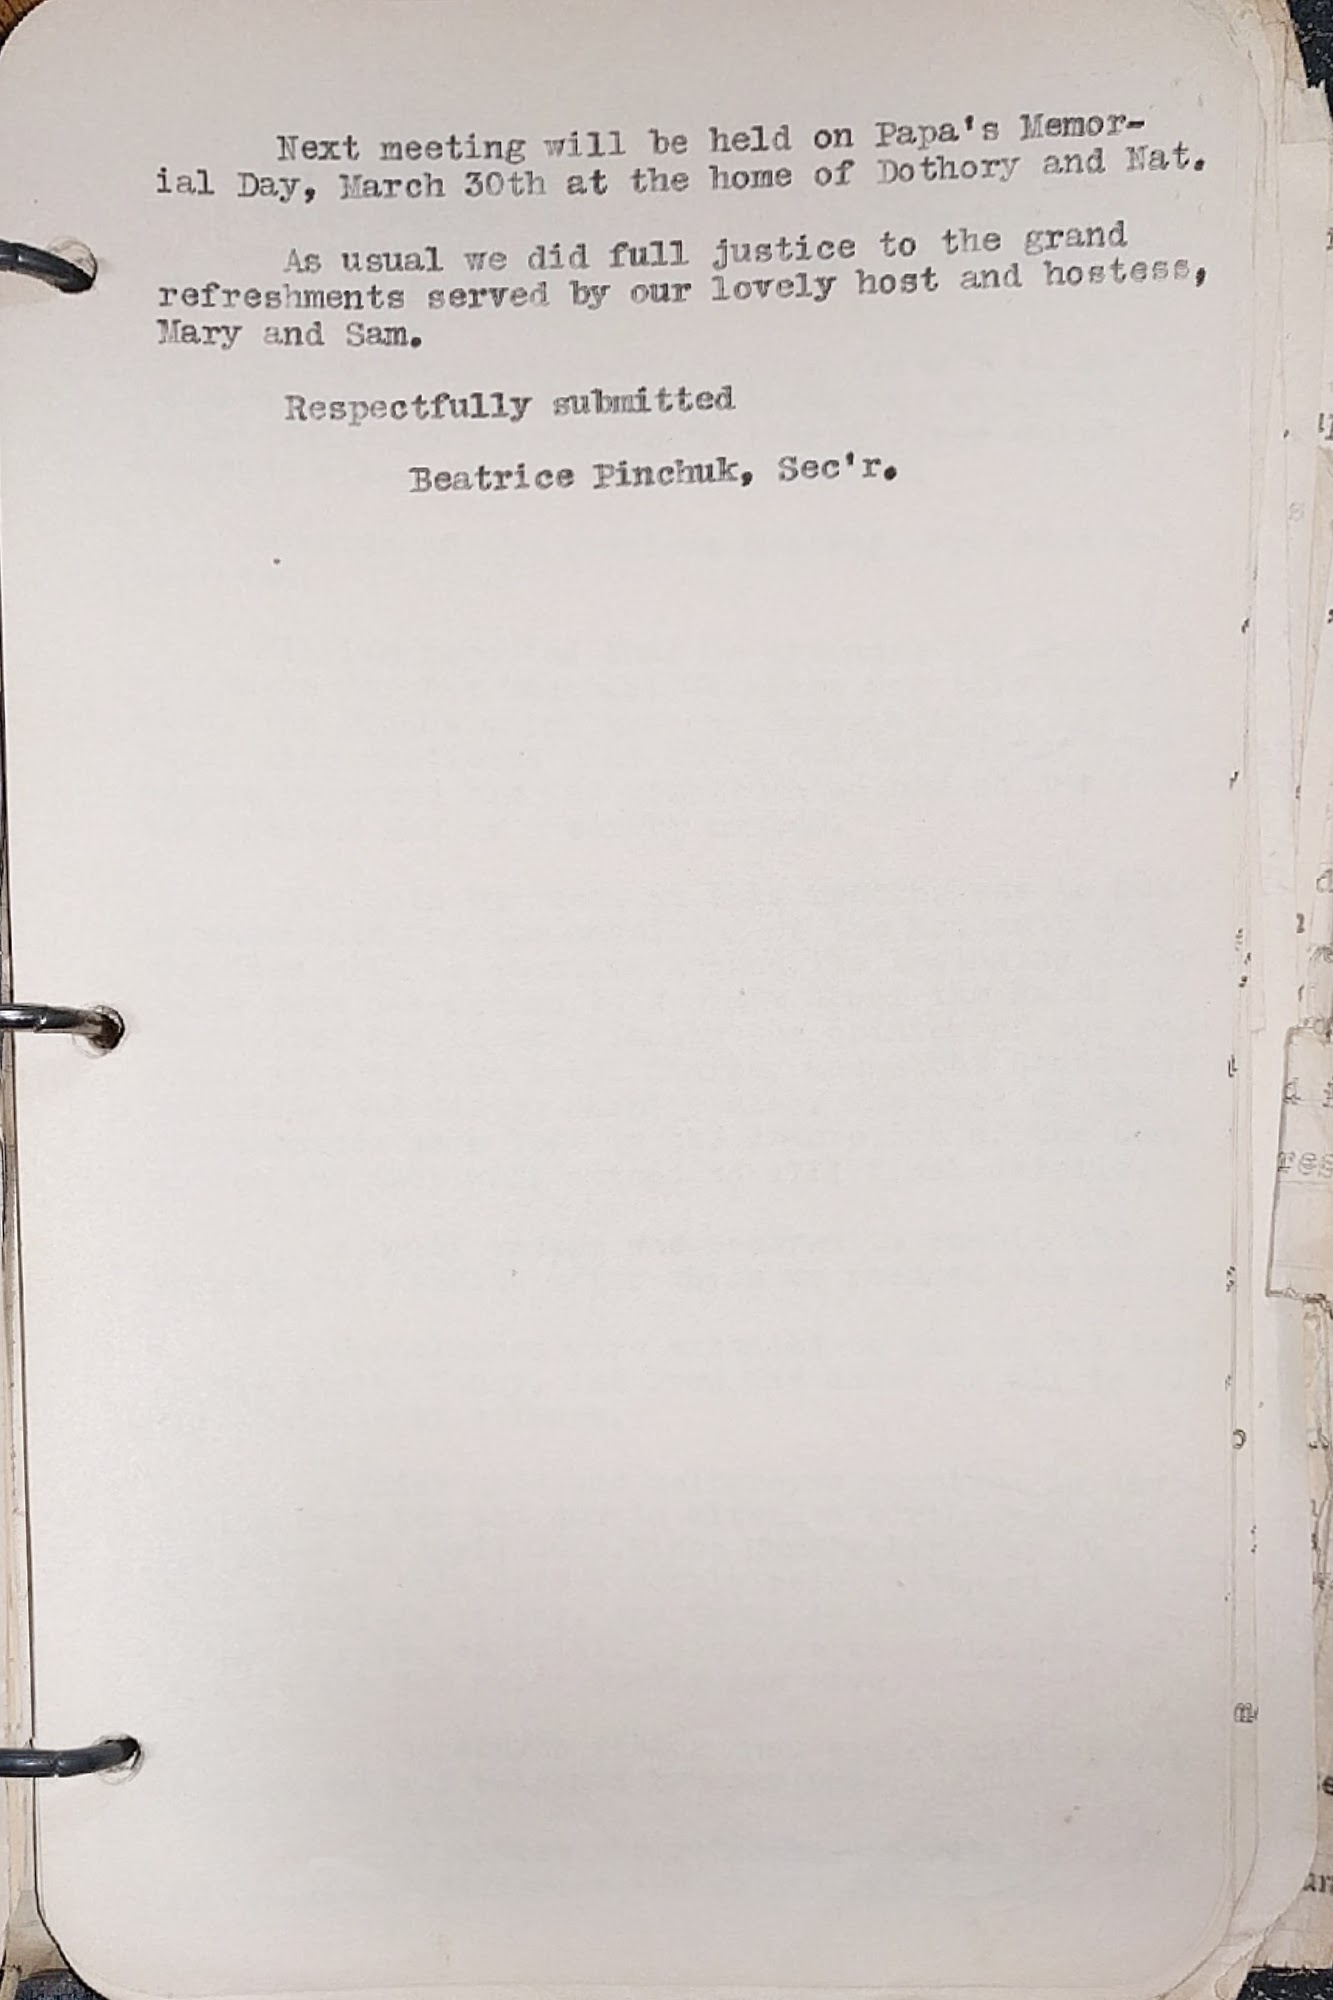 Next meeting will be held on Papa's Memor-
ial Day, March 30th at the home of Dothory and Nat.
As usual we did full justice to the grand
refreshments served by our lovely host and hostess,
Mary and Sam.
Respectfully submitted
Beatrice Pinchuk, Sec'r.